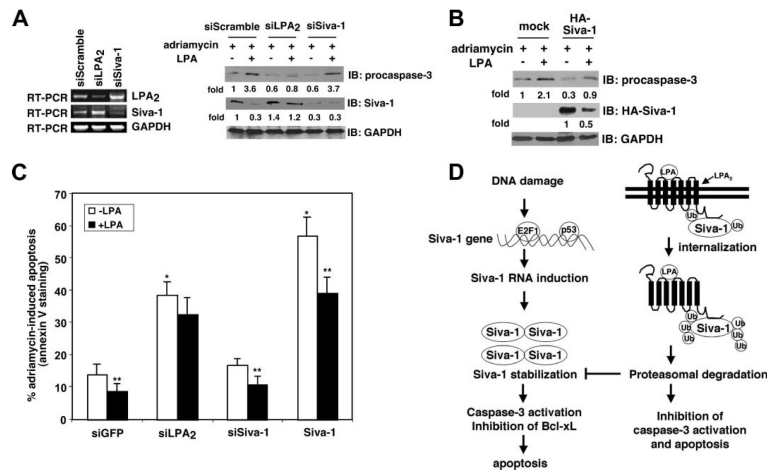 A
siScramble
siLPA2
siSiva-1
RT-PCR LPA2
RT-PCR Siva-1
RT-PCR GAPDH
siScramble siLPA2 siSiva-1
adriamycin + + + + + +
LPA - + - + - +
IB: procaspase-3
fold 1 3.6 0.6 0.8 0.6 3.7
IB: Siva-1
fold 1 0.3 1.4 1.2 0.3 0.3
IB: GAPDH
B
mock HA-Siva-1
adriamycin + + + +
LPA - + - +
IB: procaspase-3
fold 1 2.1 0.3 0.9
IB: HA-Siva-1
fold 1 0.5
IB: GAPDH
C
% adriamycin-induced apoptosis
(annexin V staining)
70
60
50
40
30
20
10
0
-LPA
+LPA
** * ** * **
siGFP siLPA2 siSiva-1 Siva-1
D
DNA damage
Siva-1 gene E2F1 p53
Siva-1 RNA induction
Siva-1 Siva-1
Siva-1 Siva-1
Siva-1 stabilization
Caspase-3 activation
Inhibition of Bcl-xL
apoptosis
LPA LPA2
Ub Siva-1 Ub
internalization
LPA
Ub
Ub Siva-1 Ub
Ub Ub
Ub
Proteasomal degradation
Inhibition of
caspase-3 activation
and apoptosis